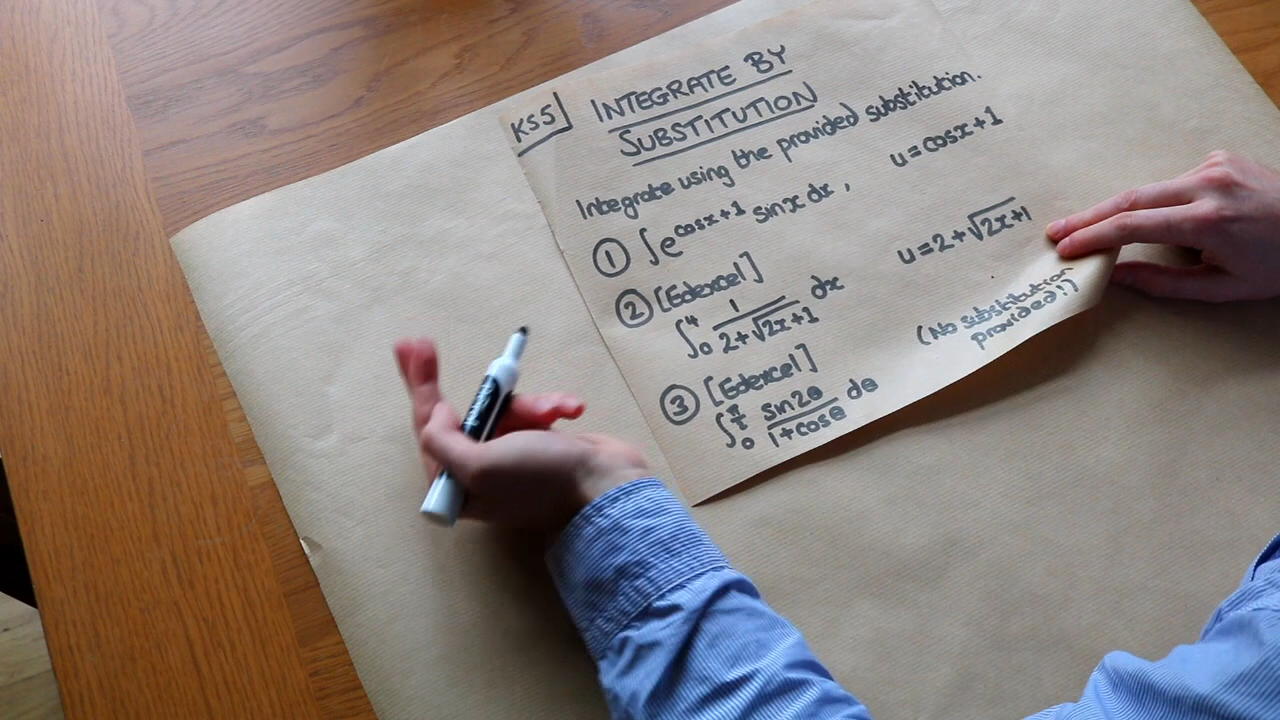 KS5
INTEGRATE BY
SUBSTITUTION
Integrate using the provided substitution.
① ∫e^(cosx+1) sinx dx, u=cosx+1
② [Edexcel]
∫₀⁴ 1/(2+√(2x+1)) dx u=2+√(2x+1)
③ [Edexcel]
∫₀^(π/2) sin2θ/(1+cosθ) dθ (No substitution
provided!)